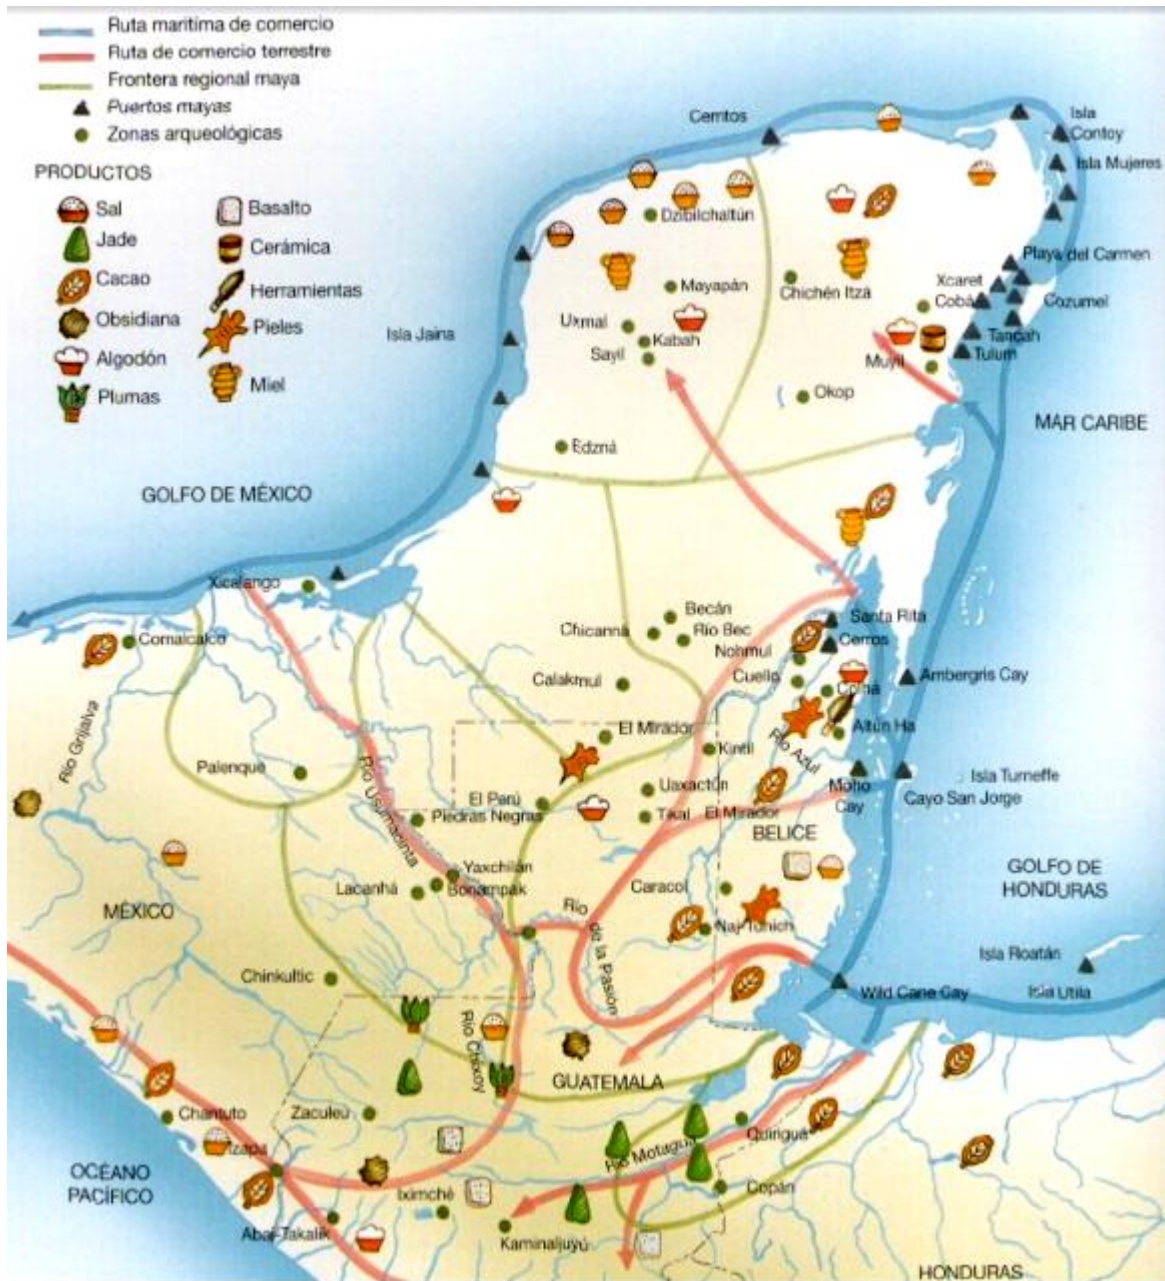 Ruta marítima de comercio
Ruta de comercio terrestre
Frontera regional maya
Puertos mayas
Zonas arqueológicas
PRODUCTOS
Sal
Jade
Cacao
Obsidiana
Algodón
Plumas
Basalto
Cerámica
Herramientas
Pieles
Miel
Cerritos
Isla
Contoy
Isla Mujeres
Dzibilchaltún
Playa del Carmen
Mayapán
Chichén Itzá
Xcaret
Cobá
Cozumel
Isla Jaina
Uxmal
Kabah
Sayil
Tancah
Tulum
Muyil
Okop
MAR CARIBE
Edzná
GOLFO DE MÉXICO
Xicalango
Comalcalco
Becán
Chicanná
Río Bec
Santa Rita
Cerros
Nohmul
Cuello
Calakmul
Colhá
Ambergris Cay
Río Grijalva
El Mirador
Kintil
Altún Ha
Río Azul
Palenque
Río Usumacinta
Uaxactún
Moho
Cay
Isla Turneffe
Cayo San Jorge
El Perú
Piedras Negras
Tikal
El Mirador
BELICE
Yaxchilán
Lacanhá
Bonampak
Caracol
GOLFO DE
HONDURAS
MÉXICO
Río
de la Pasión
Naj-Tunich
Isla Roatán
Chinkultic
Wild Cane Cay
Isla Utila
Río Chixoy
GUATEMALA
Chantuto
Zaculeu
Quiriguá
Izapa
Río Motagua
OCÉANO
PACÍFICO
Iximché
Copán
Abaj-Takalik
Kaminaljuyú
HONDURAS